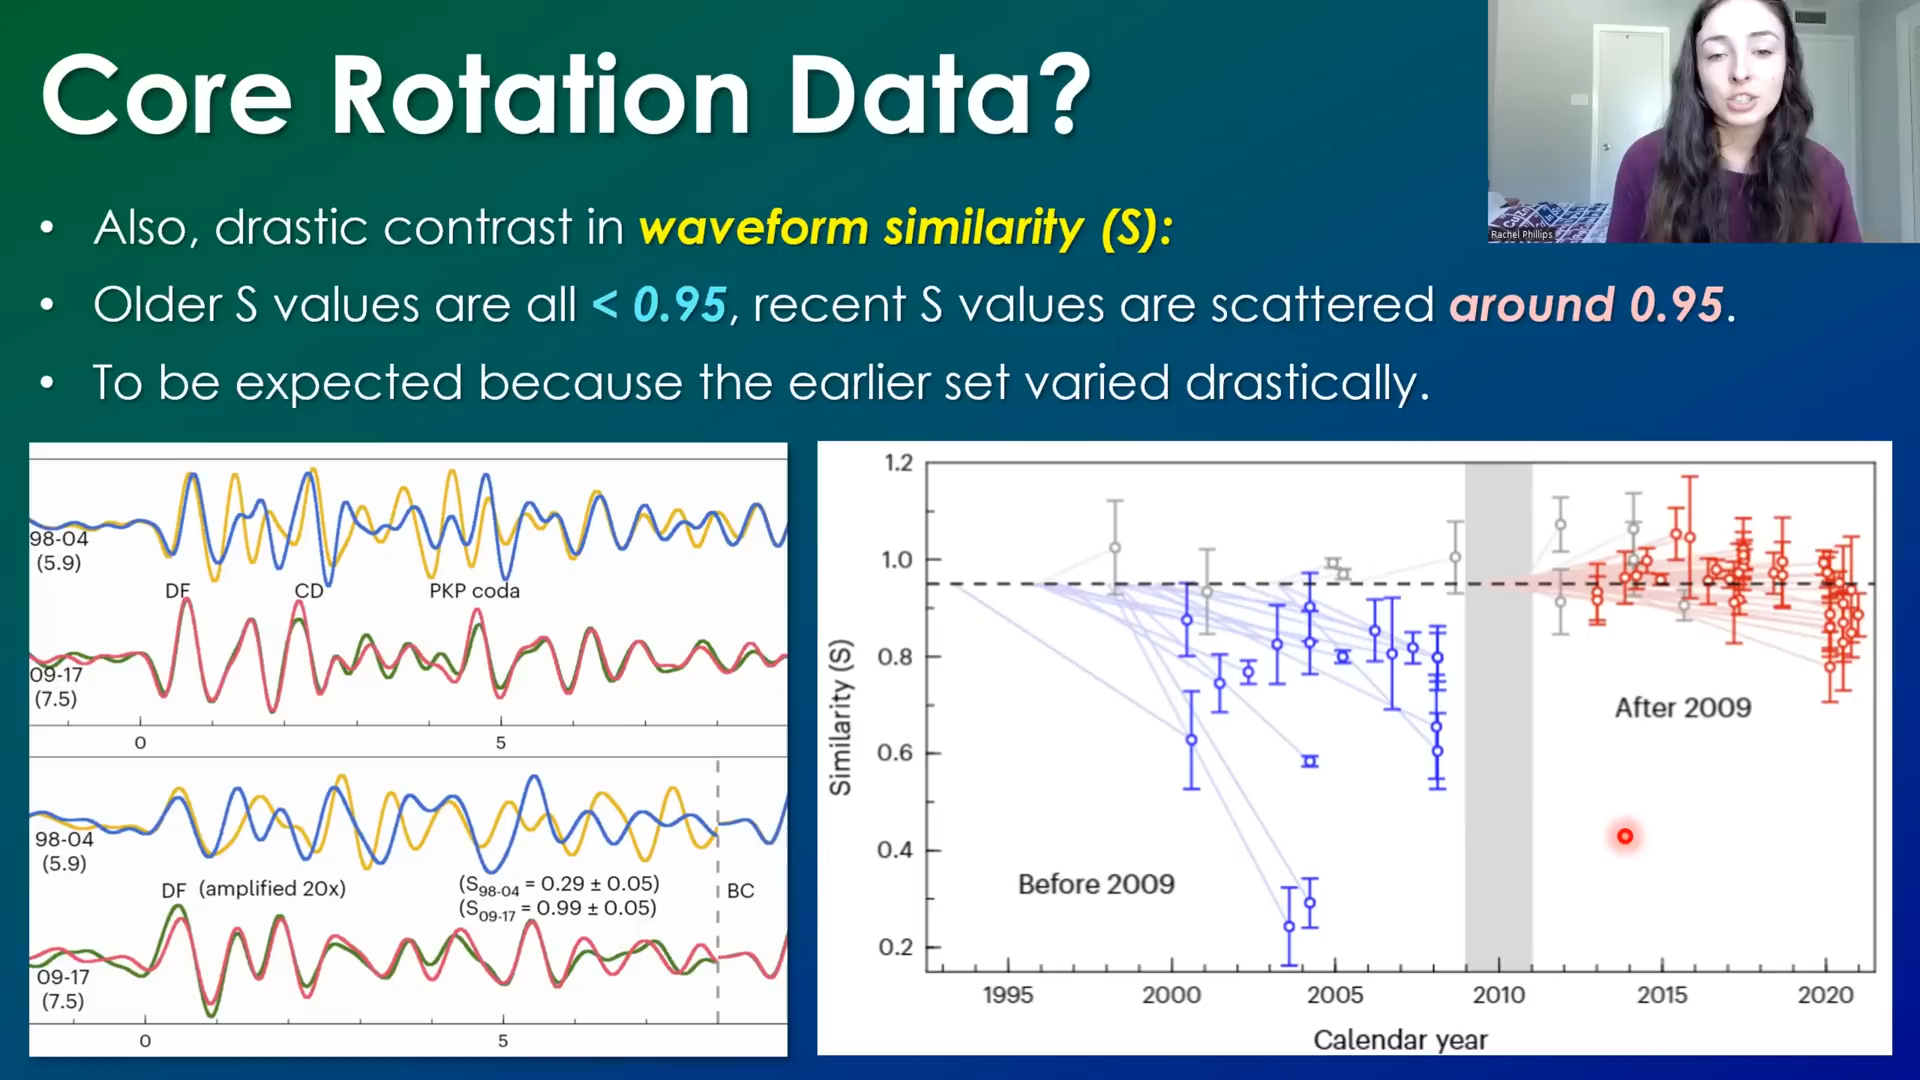 Core Rotation Data?
Rachel Phillips
• Also, drastic contrast in waveform similarity (S):
• Older S values are all < 0.95, recent S values are scattered around 0.95.
• To be expected because the earlier set varied drastically.
98-04
(5.9)
DF CD PKP coda
09-17
(7.5)
0 5
98-04
(5.9)
DF (amplified 20x) (S98-04 = 0.29 ± 0.05) BC
(S09-17 = 0.99 ± 0.05)
09-17
(7.5)
0 5
1.2
1.0
0.8
0.6
0.4
0.2
Similarity (S)
After 2009
Before 2009
1995 2000 2005 2010 2015 2020
Calendar year